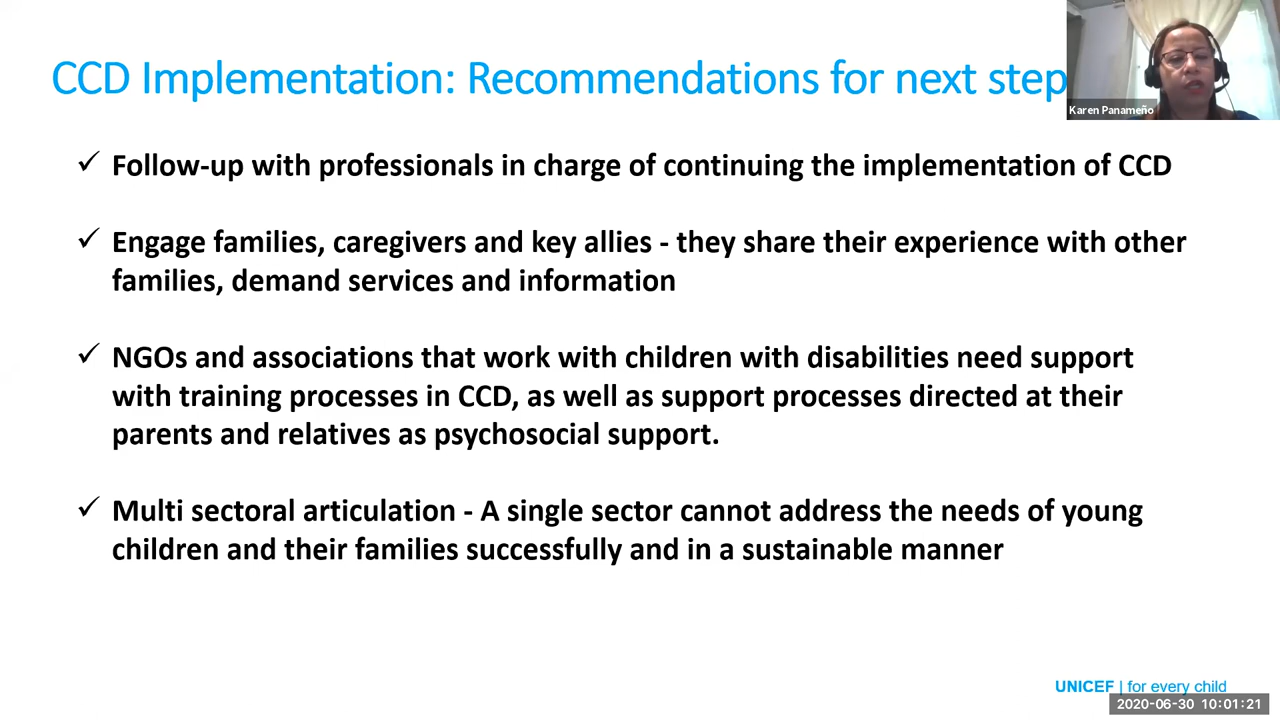 CCD Implementation: Recommendations for next step
Karen Panameño
✓ Follow-up with professionals in charge of continuing the implementation of CCD
✓ Engage families, caregivers and key allies - they share their experience with other
families, demand services and information
✓ NGOs and associations that work with children with disabilities need support
with training processes in CCD, as well as support processes directed at their
parents and relatives as psychosocial support.
✓ Multi sectoral articulation - A single sector cannot address the needs of young
children and their families successfully and in a sustainable manner
UNICEF | for every child
2020-06-30 10:01:21